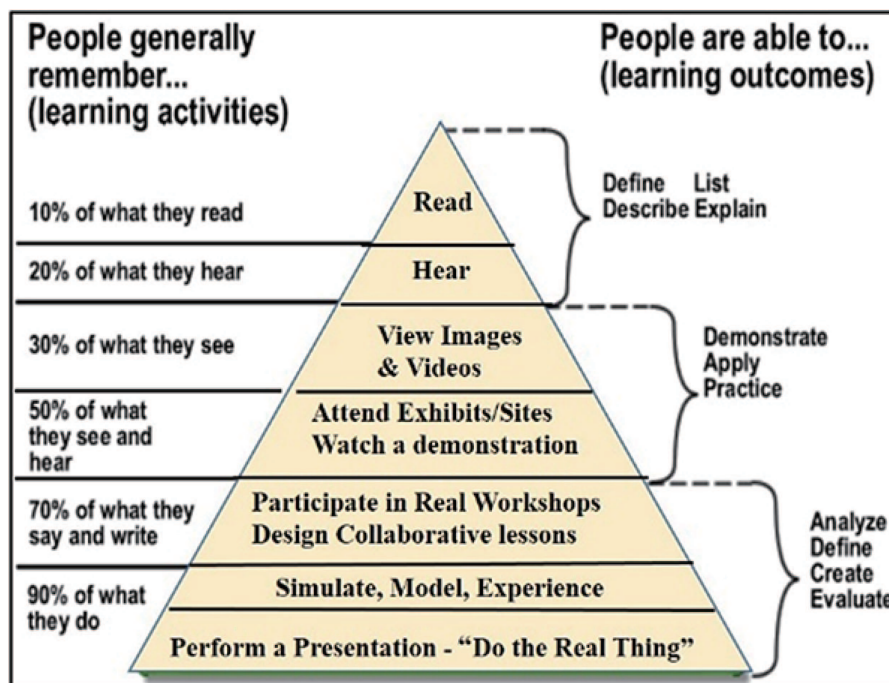 People generally
remember...
(learning activities)
People are able to...
(learning outcomes)
10% of what they read
Read
Define List
Describe Explain
20% of what they hear
Hear
30% of what they see
View Images
& Videos
Demonstrate
Apply
Practice
50% of what
they see and
hear
Attend Exhibits/Sites
Watch a demonstration
70% of what they
say and write
Participate in Real Workshops
Design Collaborative lessons
Analyze
Define
Create
Evaluate
90% of what
they do
Simulate, Model, Experience
Perform a Presentation - “Do the Real Thing”